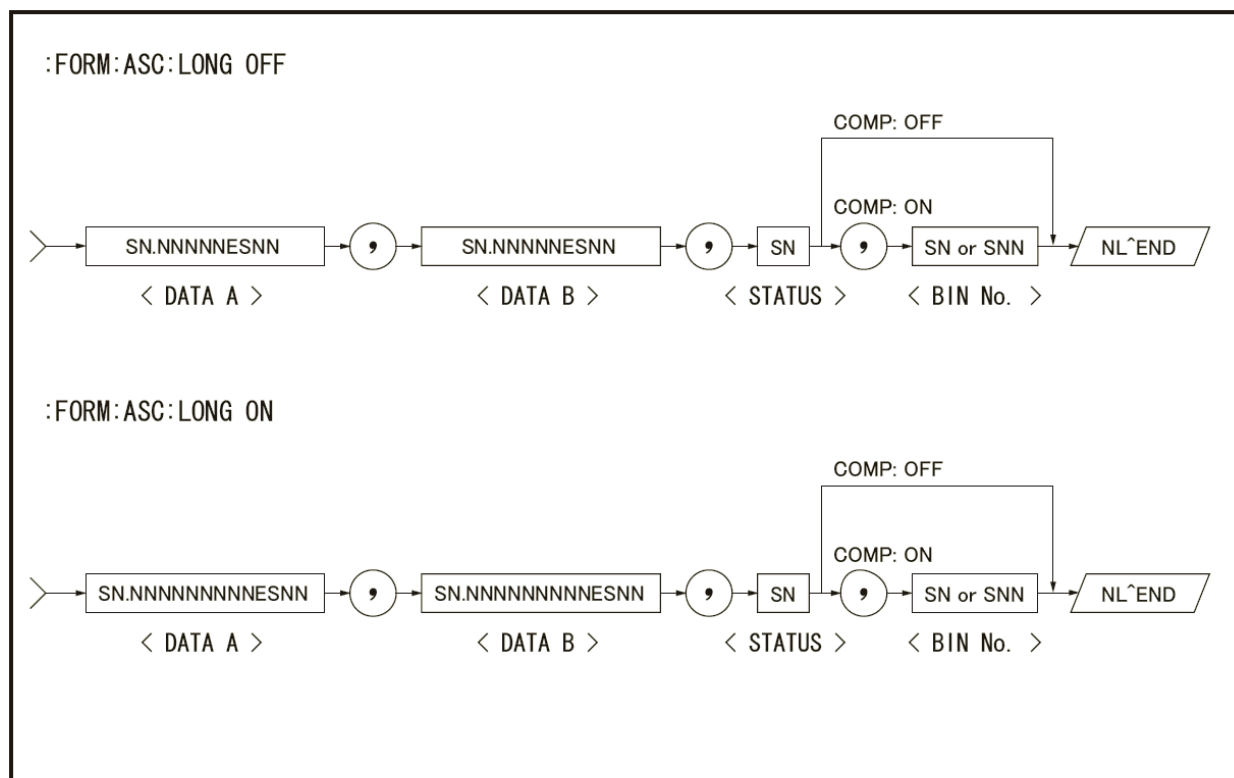 :FORM:ASC:LONG OFF
COMP: OFF
COMP: ON
SN.NNNNNESNN , SN.NNNNNESNN , SN , SN or SNN NL^END
< DATA A > < DATA B > < STATUS > < BIN No. >
:FORM:ASC:LONG ON
COMP: OFF
COMP: ON
SN.NNNNNNNNNESNN , SN.NNNNNNNNNESNN , SN , SN or SNN NL^END
< DATA A > < DATA B > < STATUS > < BIN No. >